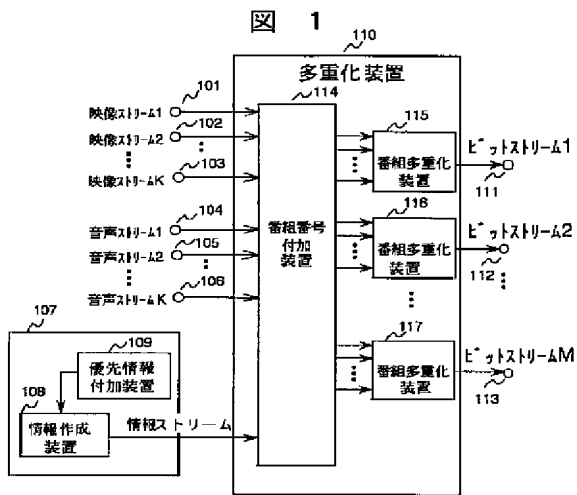 図 1
110
多重化装置
101
114
映像ストリーム1
102
115
ビットストリーム1
映像ストリーム2
103
番組多重化
装置
映像ストリームK
111
104
116
音声ストリーム1
105
番組番号
付加
装置
ビットストリーム2
音声ストリーム2
106
番組多重化
装置
112
音声ストリームK
107
109
117
ビットストリームM
優先情報
付加装置
番組多重化
装置
108
113
情報作成
装置
情報ストリーム